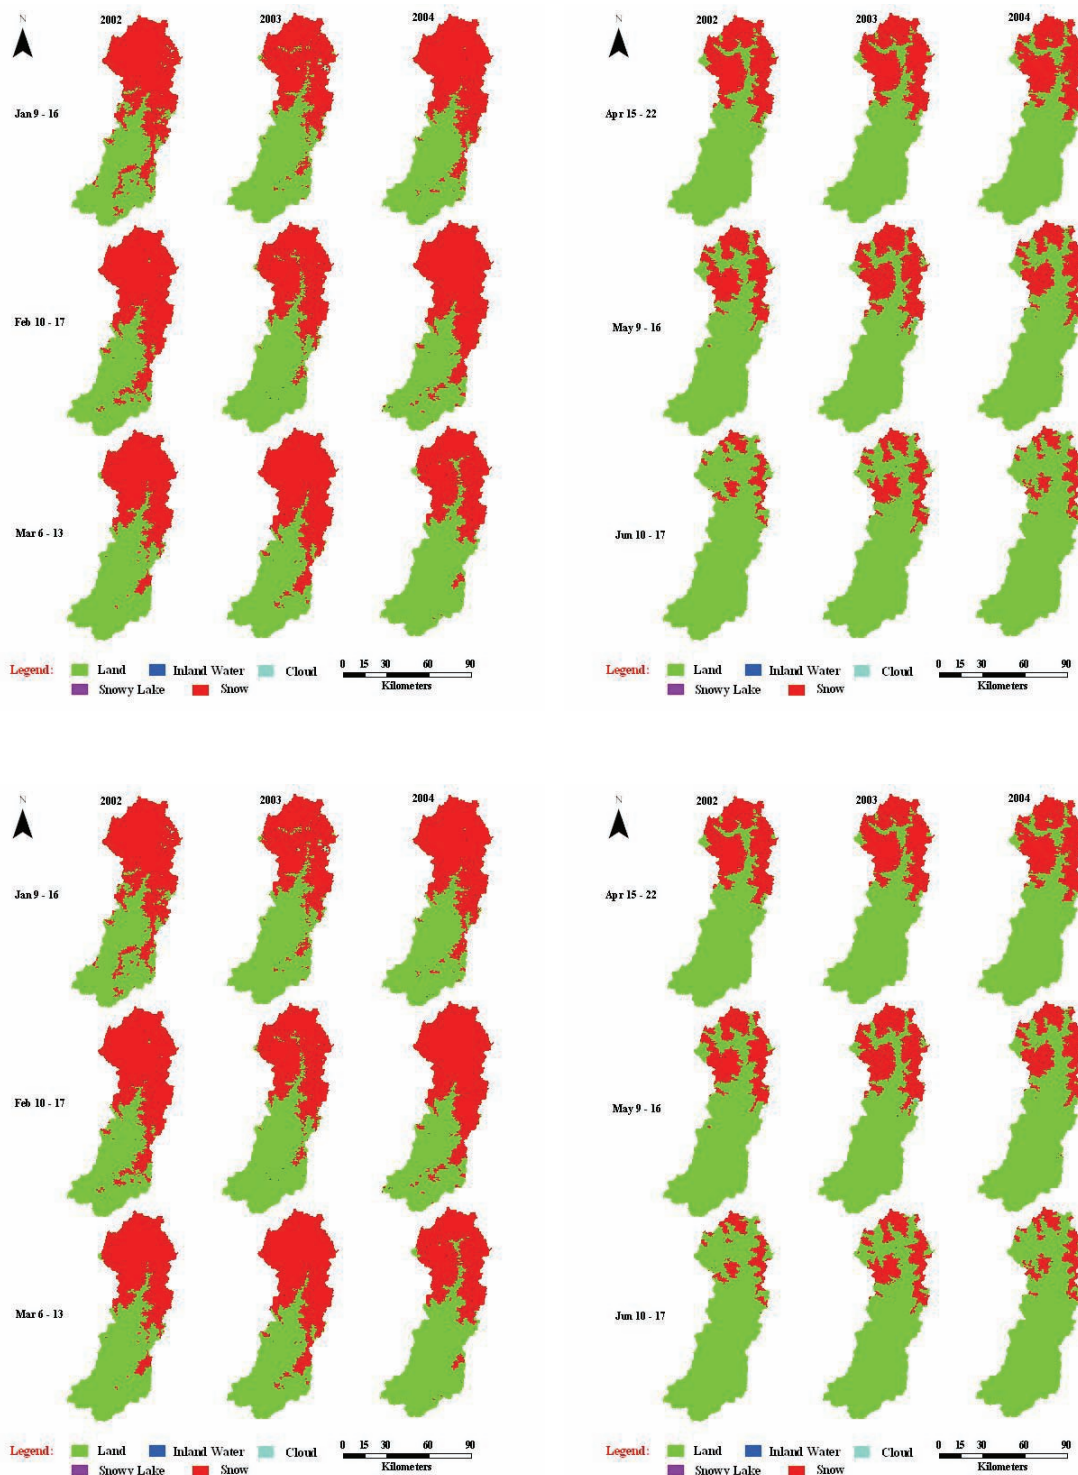 N
2002
2003
2004
Jan 9 - 16
Feb 10 - 17
Mar 6 - 13
Legend: Land Inland Water Cloud
Snowy Lake Snow
0 15 30 60 90
Kilometers
N
2002
2003
2004
Apr 15 - 22
May 9 - 16
Jun 10 - 17
Legend: Land Inland Water Cloud
Snowy Lake Snow
0 15 30 60 90
Kilometers
N
2002
2003
2004
Jan 9 - 16
Feb 10 - 17
Mar 6 - 13
Legend: Land Inland Water Cloud
Snowy Lake Snow
0 15 30 60 90
Kilometers
N
2002
2003
2004
Apr 15 - 22
May 9 - 16
Jun 10 - 17
Legend: Land Inland Water Cloud
Snowy Lake Snow
0 15 30 60 90
Kilometers